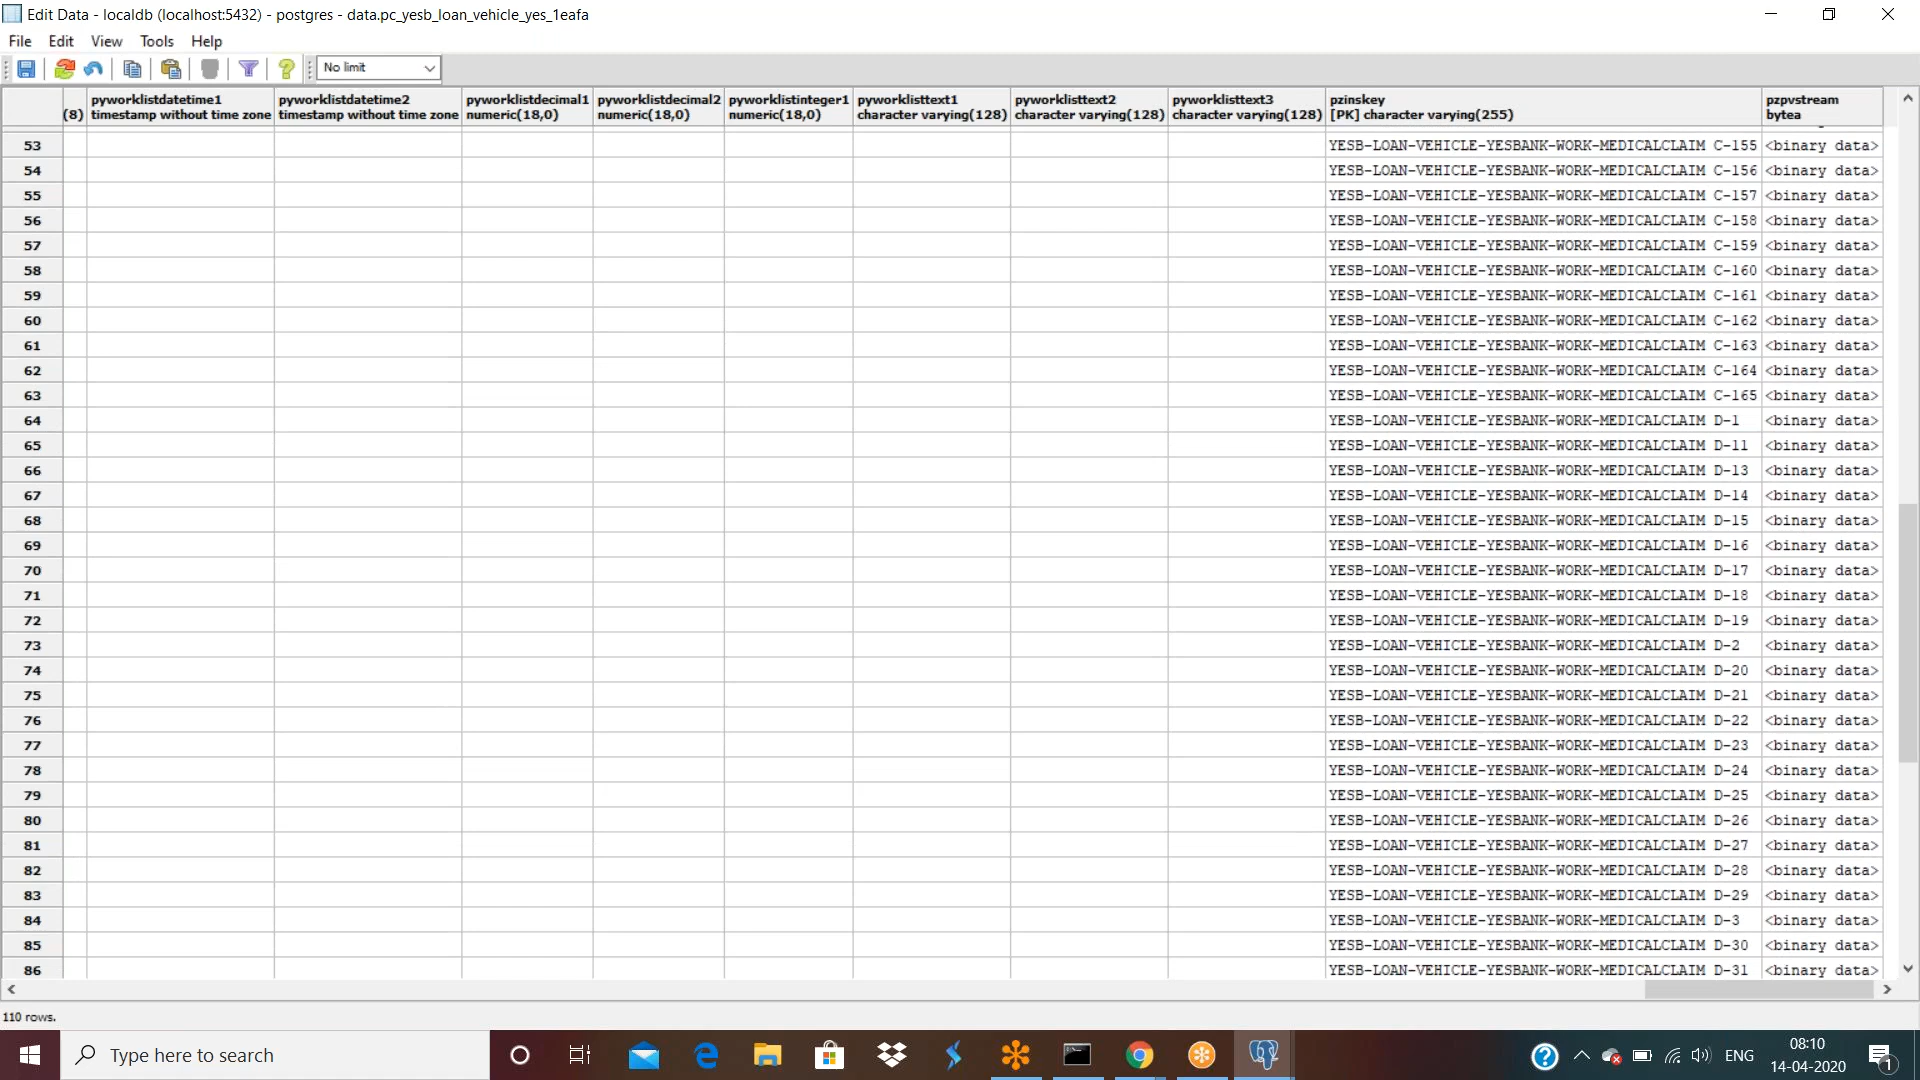 Edit Data - localdb (localhost:5432) - postgres - data.pc_yesb_loan_vehicle_yes_1eafa
File Edit View Tools Help
No limit
(8) pyworklistdatetime1 timestamp without time zone pyworklistdatetime2 timestamp without time zone pyworklistdecimal1 numeric(18,0) pyworklistdecimal2 numeric(18,0) pyworklistinteger1 numeric(18,0) pyworklisttext1 character varying(128) pyworklisttext2 character varying(128) pyworklisttext3 character varying(128) pzinskey [PK] character varying(255) pzpvstream bytea
53 YESB-LOAN-VEHICLE-YESBANK-WORK-MEDICALCLAIM C-155 <binary data>
54 YESB-LOAN-VEHICLE-YESBANK-WORK-MEDICALCLAIM C-156 <binary data>
55 YESB-LOAN-VEHICLE-YESBANK-WORK-MEDICALCLAIM C-157 <binary data>
56 YESB-LOAN-VEHICLE-YESBANK-WORK-MEDICALCLAIM C-158 <binary data>
57 YESB-LOAN-VEHICLE-YESBANK-WORK-MEDICALCLAIM C-159 <binary data>
58 YESB-LOAN-VEHICLE-YESBANK-WORK-MEDICALCLAIM C-160 <binary data>
59 YESB-LOAN-VEHICLE-YESBANK-WORK-MEDICALCLAIM C-161 <binary data>
60 YESB-LOAN-VEHICLE-YESBANK-WORK-MEDICALCLAIM C-162 <binary data>
61 YESB-LOAN-VEHICLE-YESBANK-WORK-MEDICALCLAIM C-163 <binary data>
62 YESB-LOAN-VEHICLE-YESBANK-WORK-MEDICALCLAIM C-164 <binary data>
63 YESB-LOAN-VEHICLE-YESBANK-WORK-MEDICALCLAIM C-165 <binary data>
64 YESB-LOAN-VEHICLE-YESBANK-WORK-MEDICALCLAIM D-1 <binary data>
65 YESB-LOAN-VEHICLE-YESBANK-WORK-MEDICALCLAIM D-11 <binary data>
66 YESB-LOAN-VEHICLE-YESBANK-WORK-MEDICALCLAIM D-13 <binary data>
67 YESB-LOAN-VEHICLE-YESBANK-WORK-MEDICALCLAIM D-14 <binary data>
68 YESB-LOAN-VEHICLE-YESBANK-WORK-MEDICALCLAIM D-15 <binary data>
69 YESB-LOAN-VEHICLE-YESBANK-WORK-MEDICALCLAIM D-16 <binary data>
70 YESB-LOAN-VEHICLE-YESBANK-WORK-MEDICALCLAIM D-17 <binary data>
71 YESB-LOAN-VEHICLE-YESBANK-WORK-MEDICALCLAIM D-18 <binary data>
72 YESB-LOAN-VEHICLE-YESBANK-WORK-MEDICALCLAIM D-19 <binary data>
73 YESB-LOAN-VEHICLE-YESBANK-WORK-MEDICALCLAIM D-2 <binary data>
74 YESB-LOAN-VEHICLE-YESBANK-WORK-MEDICALCLAIM D-20 <binary data>
75 YESB-LOAN-VEHICLE-YESBANK-WORK-MEDICALCLAIM D-21 <binary data>
76 YESB-LOAN-VEHICLE-YESBANK-WORK-MEDICALCLAIM D-22 <binary data>
77 YESB-LOAN-VEHICLE-YESBANK-WORK-MEDICALCLAIM D-23 <binary data>
78 YESB-LOAN-VEHICLE-YESBANK-WORK-MEDICALCLAIM D-24 <binary data>
79 YESB-LOAN-VEHICLE-YESBANK-WORK-MEDICALCLAIM D-25 <binary data>
80 YESB-LOAN-VEHICLE-YESBANK-WORK-MEDICALCLAIM D-26 <binary data>
81 YESB-LOAN-VEHICLE-YESBANK-WORK-MEDICALCLAIM D-27 <binary data>
82 YESB-LOAN-VEHICLE-YESBANK-WORK-MEDICALCLAIM D-28 <binary data>
83 YESB-LOAN-VEHICLE-YESBANK-WORK-MEDICALCLAIM D-29 <binary data>
84 YESB-LOAN-VEHICLE-YESBANK-WORK-MEDICALCLAIM D-3 <binary data>
85 YESB-LOAN-VEHICLE-YESBANK-WORK-MEDICALCLAIM D-30 <binary data>
86 YESB-LOAN-VEHICLE-YESBANK-WORK-MEDICALCLAIM D-31 <binary data>
110 rows.
Type here to search
ENG
08:10
14-04-2020
1